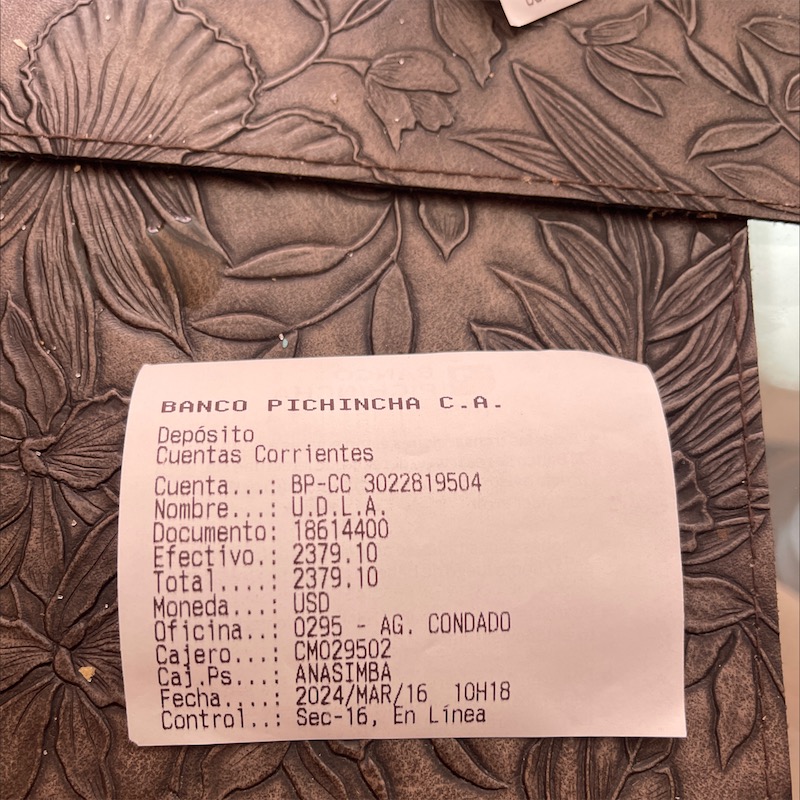 BANCO PICHINCHA C.A.
Depósito
Cuentas Corrientes
Cuenta...: BP-CC 3022819504
Nombre...: U.D.L.A.
Documento: 18614400
Efectivo.: 2379.10
Total....: 2379.10
Moneda...: USD
Oficina..: 0295 - AG. CONDADO
Cajero...: CM029502
Caj.Ps...: ANASIMBA
Fecha....: 2024/MAR/16 10H18
Control..: Sec-16, En Línea